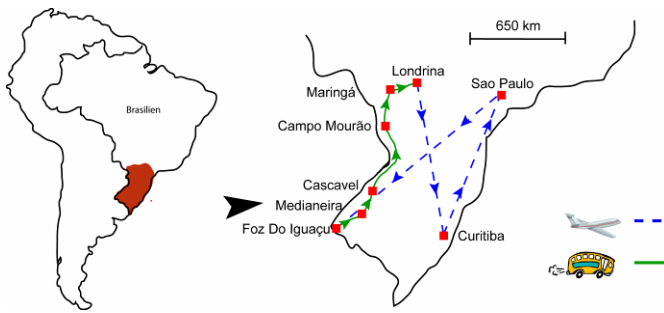 Brasilien
650 km
Londrina
Maringá
Sao Paulo
Campo Mourão
Cascavel
Medianeira
Foz Do Iguaçu
Curitiba